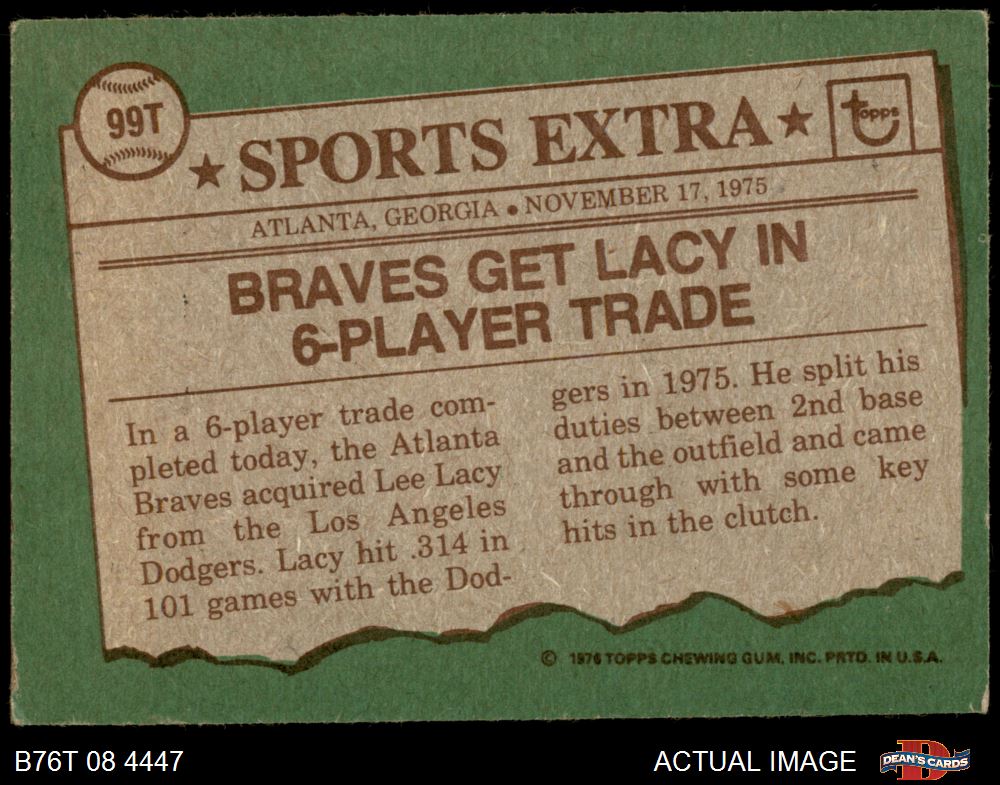 99T
★ SPORTS EXTRA ★
topps
ATLANTA, GEORGIA • NOVEMBER 17, 1975
BRAVES GET LACY IN
6-PLAYER TRADE
In a 6-player trade com-
pleted today, the Atlanta
Braves acquired Lee Lacy
from the Los Angeles
Dodgers. Lacy hit .314 in
101 games with the Dod-
gers in 1975. He split his
duties between 2nd base
and the outfield and came
through with some key
hits in the clutch.
© 1976 TOPPS CHEWING GUM, INC. PRTD. IN U.S.A.
B76T 08 4447
ACTUAL IMAGE
D
DEAN'S CARDS